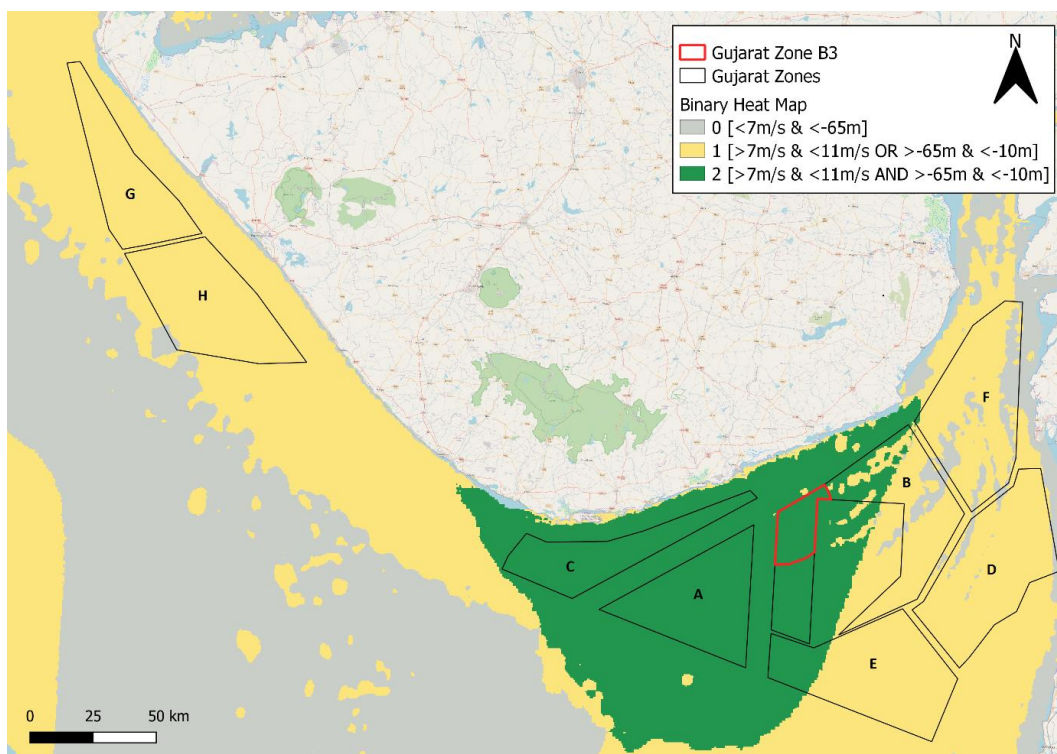 N
Gujarat Zone B3
Gujarat Zones
Binary Heat Map
0 [<7m/s & <-65m]
1 [>7m/s & <11m/s OR >-65m & <-10m]
2 [>7m/s & <11m/s AND >-65m & <-10m]
G
H
F
B
C
D
A
E
0 25 50 km